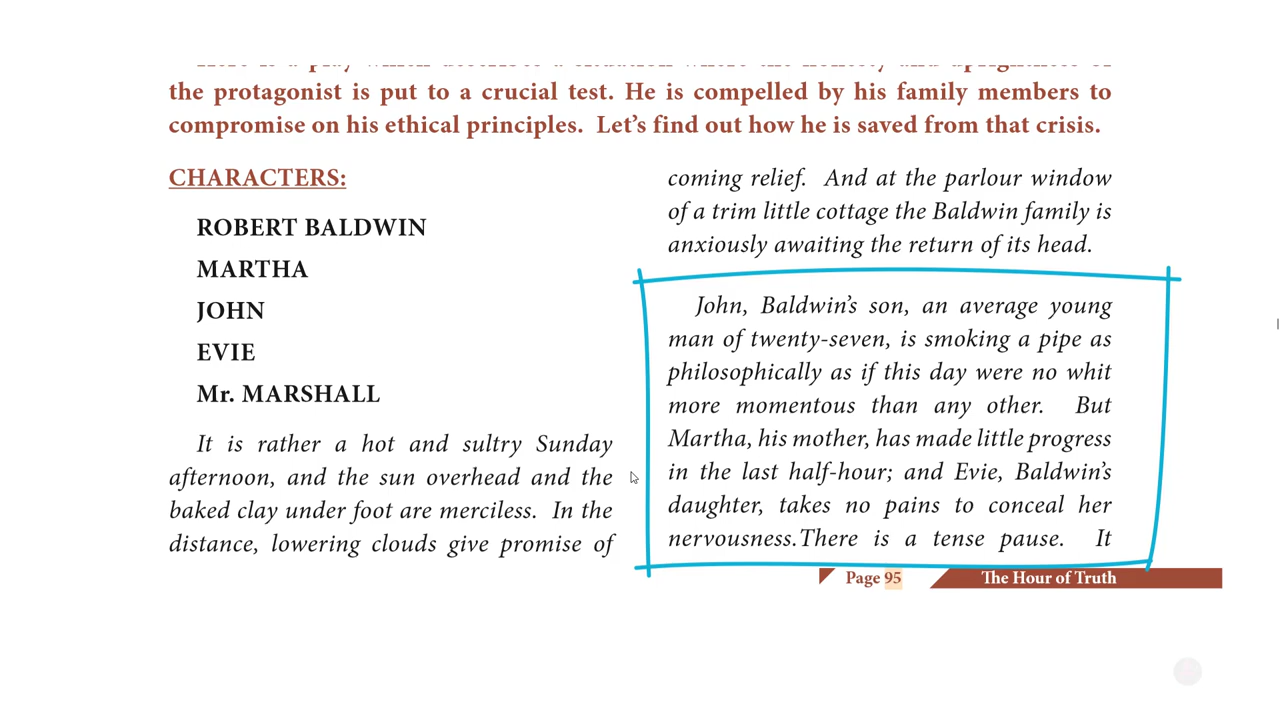 the protagonist is put to a crucial test. He is compelled by his family members to
compromise on his ethical principles. Let's find out how he is saved from that crisis.
CHARACTERS:
ROBERT BALDWIN
MARTHA
JOHN
EVIE
Mr. MARSHALL
It is rather a hot and sultry Sunday
afternoon, and the sun overhead and the
baked clay under foot are merciless. In the
distance, lowering clouds give promise of
coming relief. And at the parlour window
of a trim little cottage the Baldwin family is
anxiously awaiting the return of its head.
John, Baldwin's son, an average young
man of twenty-seven, is smoking a pipe as
philosophically as if this day were no whit
more momentous than any other. But
Martha, his mother, has made little progress
in the last half-hour; and Evie, Baldwin's
daughter, takes no pains to conceal her
nervousness.There is a tense pause. It
Page 95
The Hour of Truth